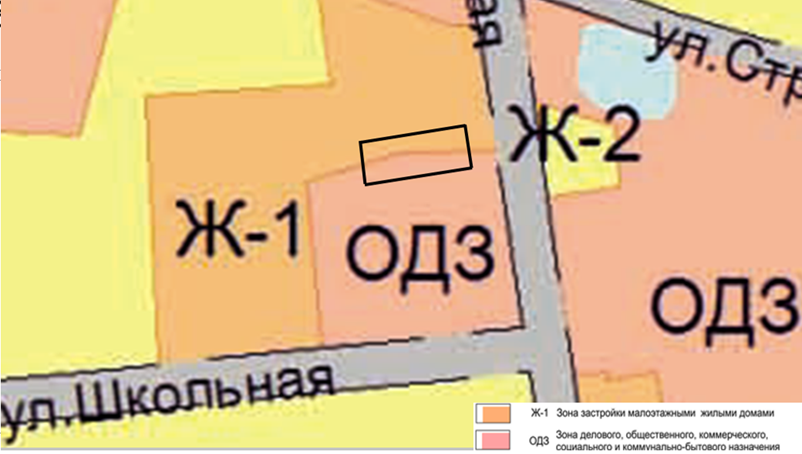 ая
ул.Стр
Ж-2
Ж-1
ОДЗ
ОДЗ
ул.Школьная
Ж-1 Зона застройки малоэтажными жилыми домами
ОДЗ Зона делового, общественного, коммерческого,
социального и коммунально-бытового назначения